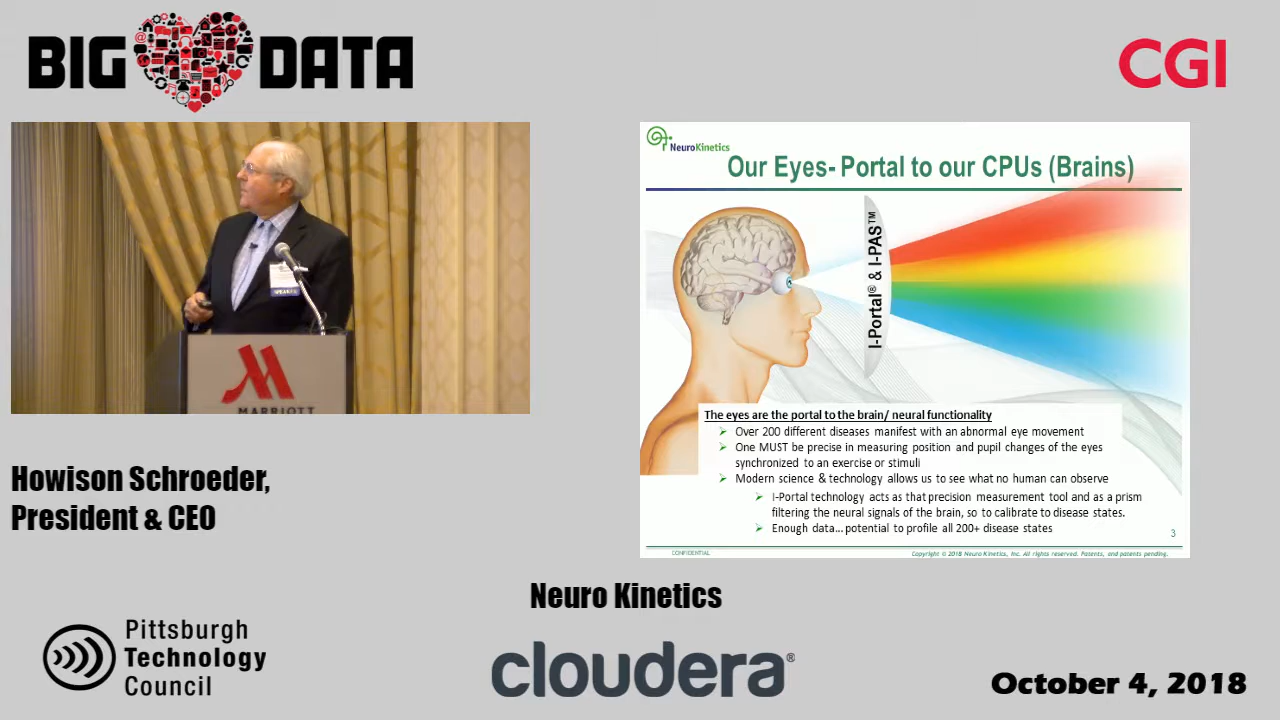 BIG DATA
CGI
SPEAKER
MARRIOTT
NeuroKinetics
Our Eyes- Portal to our CPUs (Brains)
I-Portal® & I-PAS™
The eyes are the portal to the brain/ neural functionality
Over 200 different diseases manifest with an abnormal eye movement
One MUST be precise in measuring position and pupil changes of the eyes
synchronized to an exercise or stimuli
Modern science & technology allows us to see what no human can observe
I-Portal technology acts as that precision measurement tool and as a prism
filtering the neural signals of the brain, so to calibrate to disease states.
Enough data... potential to profile all 200+ disease states
3
CONFIDENTIAL
Copyright © 2018 Neuro Kinetics, Inc. All rights reserved. Patents, and patents pending.
Howison Schroeder,
President & CEO
Neuro Kinetics
Pittsburgh
Technology
Council
cloudera®
October 4, 2018